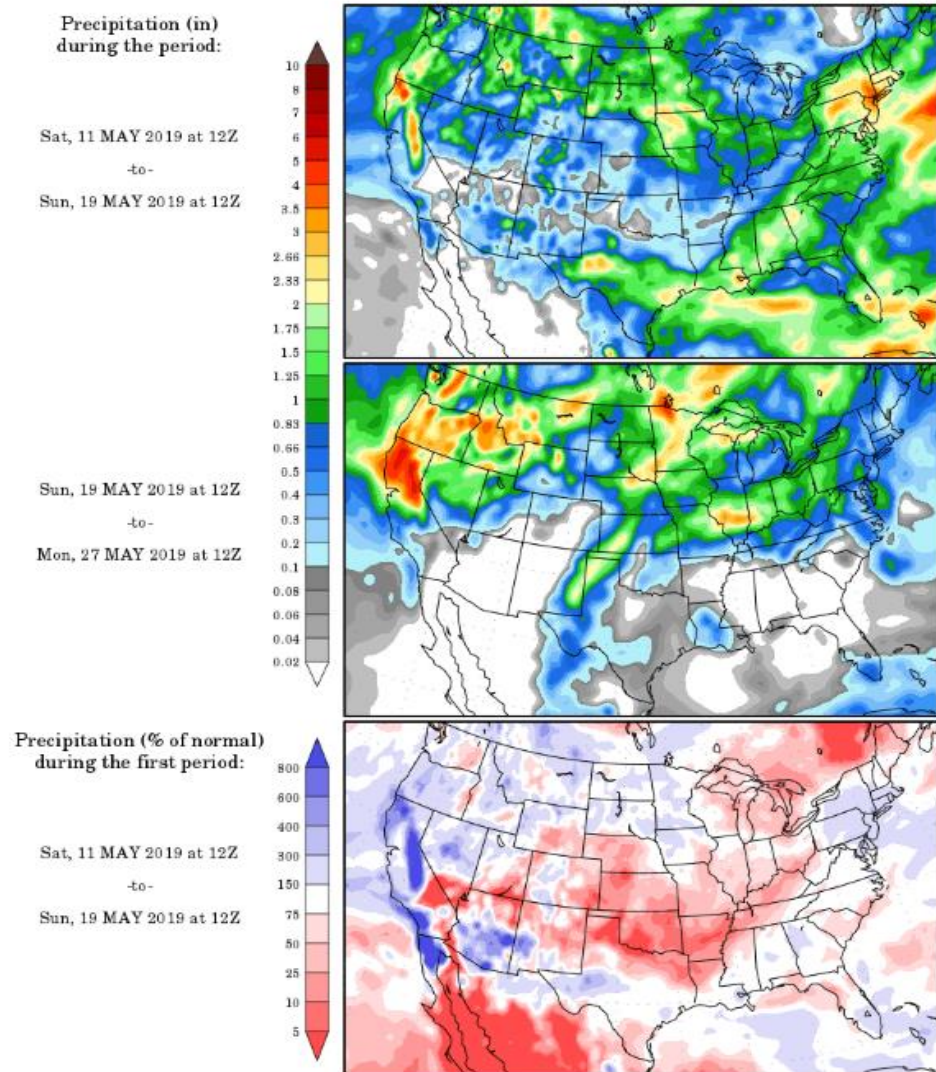 Precipitation (in)
during the period:
Sat, 11 MAY 2019 at 12Z
-to-
Sun, 19 MAY 2019 at 12Z
Sun, 19 MAY 2019 at 12Z
-to-
Mon, 27 MAY 2019 at 12Z
10
8
7
6
5
4
3.5
3
2.66
2.33
2
1.75
1.5
1.25
1
0.83
0.66
0.5
0.4
0.3
0.2
0.1
0.08
0.06
0.04
0.02
Precipitation (% of normal)
during the first period:
Sat, 11 MAY 2019 at 12Z
-to-
Sun, 19 MAY 2019 at 12Z
800
600
400
300
150
75
50
25
10
5